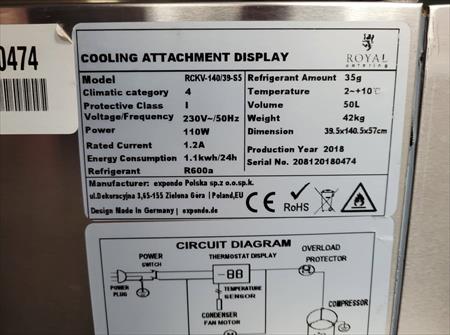 0474
COOLING ATTACHMENT DISPLAY
ROYAL
catering
Model RCKV-140/39-S5
Climatic category 4
Protective Class I
Voltage/Frequency 230V~/50Hz
Power 110W
Rated Current 1.2A
Energy Consumption 1.1kwh/24h
Refrigerant R600a
Refrigerant Amount 35g
Temperature 2~+10℃
Volume 50L
Weight 42kg
Dimension 39.5x140.5x57cm
Production Year 2018
Serial No. 208120180474
Manufacturer: expondo Polska sp.z o.o.sp.k.
ul.Dekoracyjna 3,65-155 Zielona Góra | Poland,EU
Design Made in Germany | expondo.de
CE
RoHS
CIRCUIT DIAGRAM
POWER SWITCH
THERMOSTAT DISPLAY
OVERLOAD PROTECTOR
-88
POWER PLUG
TEMPERATURE SENSOR
CONDENSER FAN MOTOR
COMPRESSOR